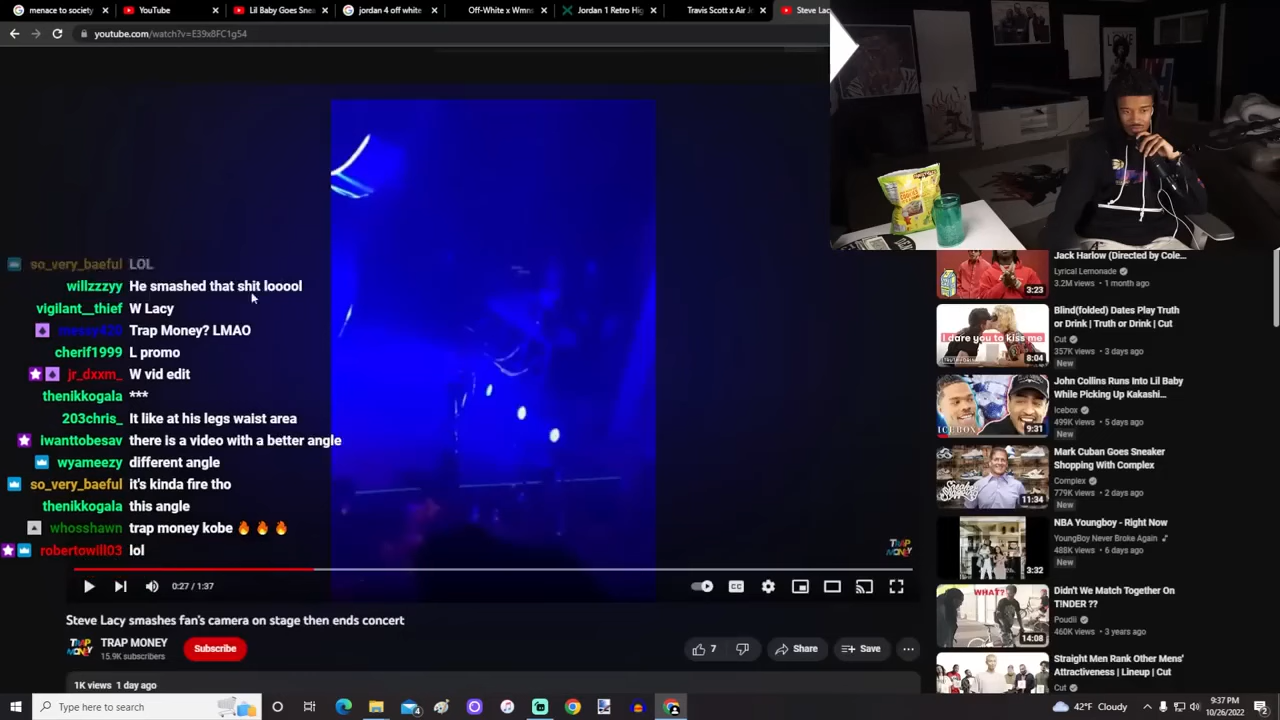 menace to society
YouTube
Lil Baby Goes Snea
jordan 4 off white
Off-White x Wmns
Jordan 1 Retro Hig
Travis Scott x Air Jo
Steve Lac
youtube.com/watch?v=E39x8FC1g54
so_very_baeful LOL
willzzzyy He smashed that shit looool
vigilant__thief W Lacy
Trap Money? LMAO
cherif1999 L promo
jr_dxxm_ W vid edit
thenikkogala ***
203chris_ It like at his legs waist area
iwanttobesav there is a video with a better angle
wyameezy different angle
so_very_baeful it's kinda fire tho
thenikkogala this angle
whosshawn trap money kobe 🔥 🔥 🔥
robertowill03 lol
TRAP MONEY
0:27 / 1:37
CC
Steve Lacy smashes fan's camera on stage then ends concert
TRAP MONEY
TRAP MONEY
15.9K subscribers
Subscribe
7
Share
Save
1K views 1 day ago
LOVE
Jack Harlow (Directed by Cole...
Lyrical Lemonade
3.2M views • 1 month ago
3:23
Blind(folded) Dates Play Truth
or Drink | Truth or Drink | Cut
Cut
357K views • 3 days ago
New
I dare you to kiss me
8:04
John Collins Runs Into Lil Baby
While Picking Up Kakashi...
Icebox
499K views • 5 days ago
New
ICEBOX
9:31
Mark Cuban Goes Sneaker
Shopping With Complex
Complex
779K views • 2 days ago
New
11:34
NBA Youngboy - Right Now
YoungBoy Never Broke Again
488K views • 6 days ago
New
3:32
Didn't We Match Together On
T!NDER ??
Poudii
460K views • 3 years ago
WHAT?
14:08
Straight Men Rank Other Mens'
Attractiveness | Lineup | Cut
Cut
Type here to search
4
42°F Cloudy
9:37 PM
10/26/2022
2